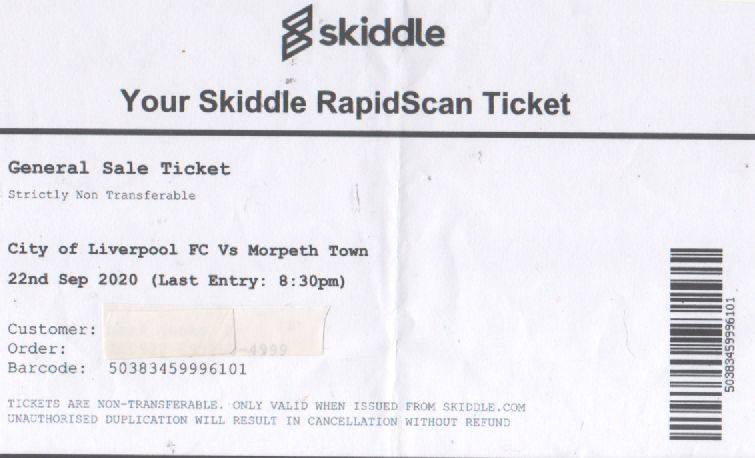 skiddle
Your Skiddle RapidScan Ticket
General Sale Ticket
Strictly Non Transferable
City of Liverpool FC Vs Morpeth Town
22nd Sep 2020 (Last Entry: 8:30pm)
Customer:
Order: -4999
Barcode: 50383459996101
50383459996101
TICKETS ARE NON-TRANSFERABLE. ONLY VALID WHEN ISSUED FROM SKIDDLE.COM
UNAUTHORISED DUPLICATION WILL RESULT IN CANCELLATION WITHOUT REFUND